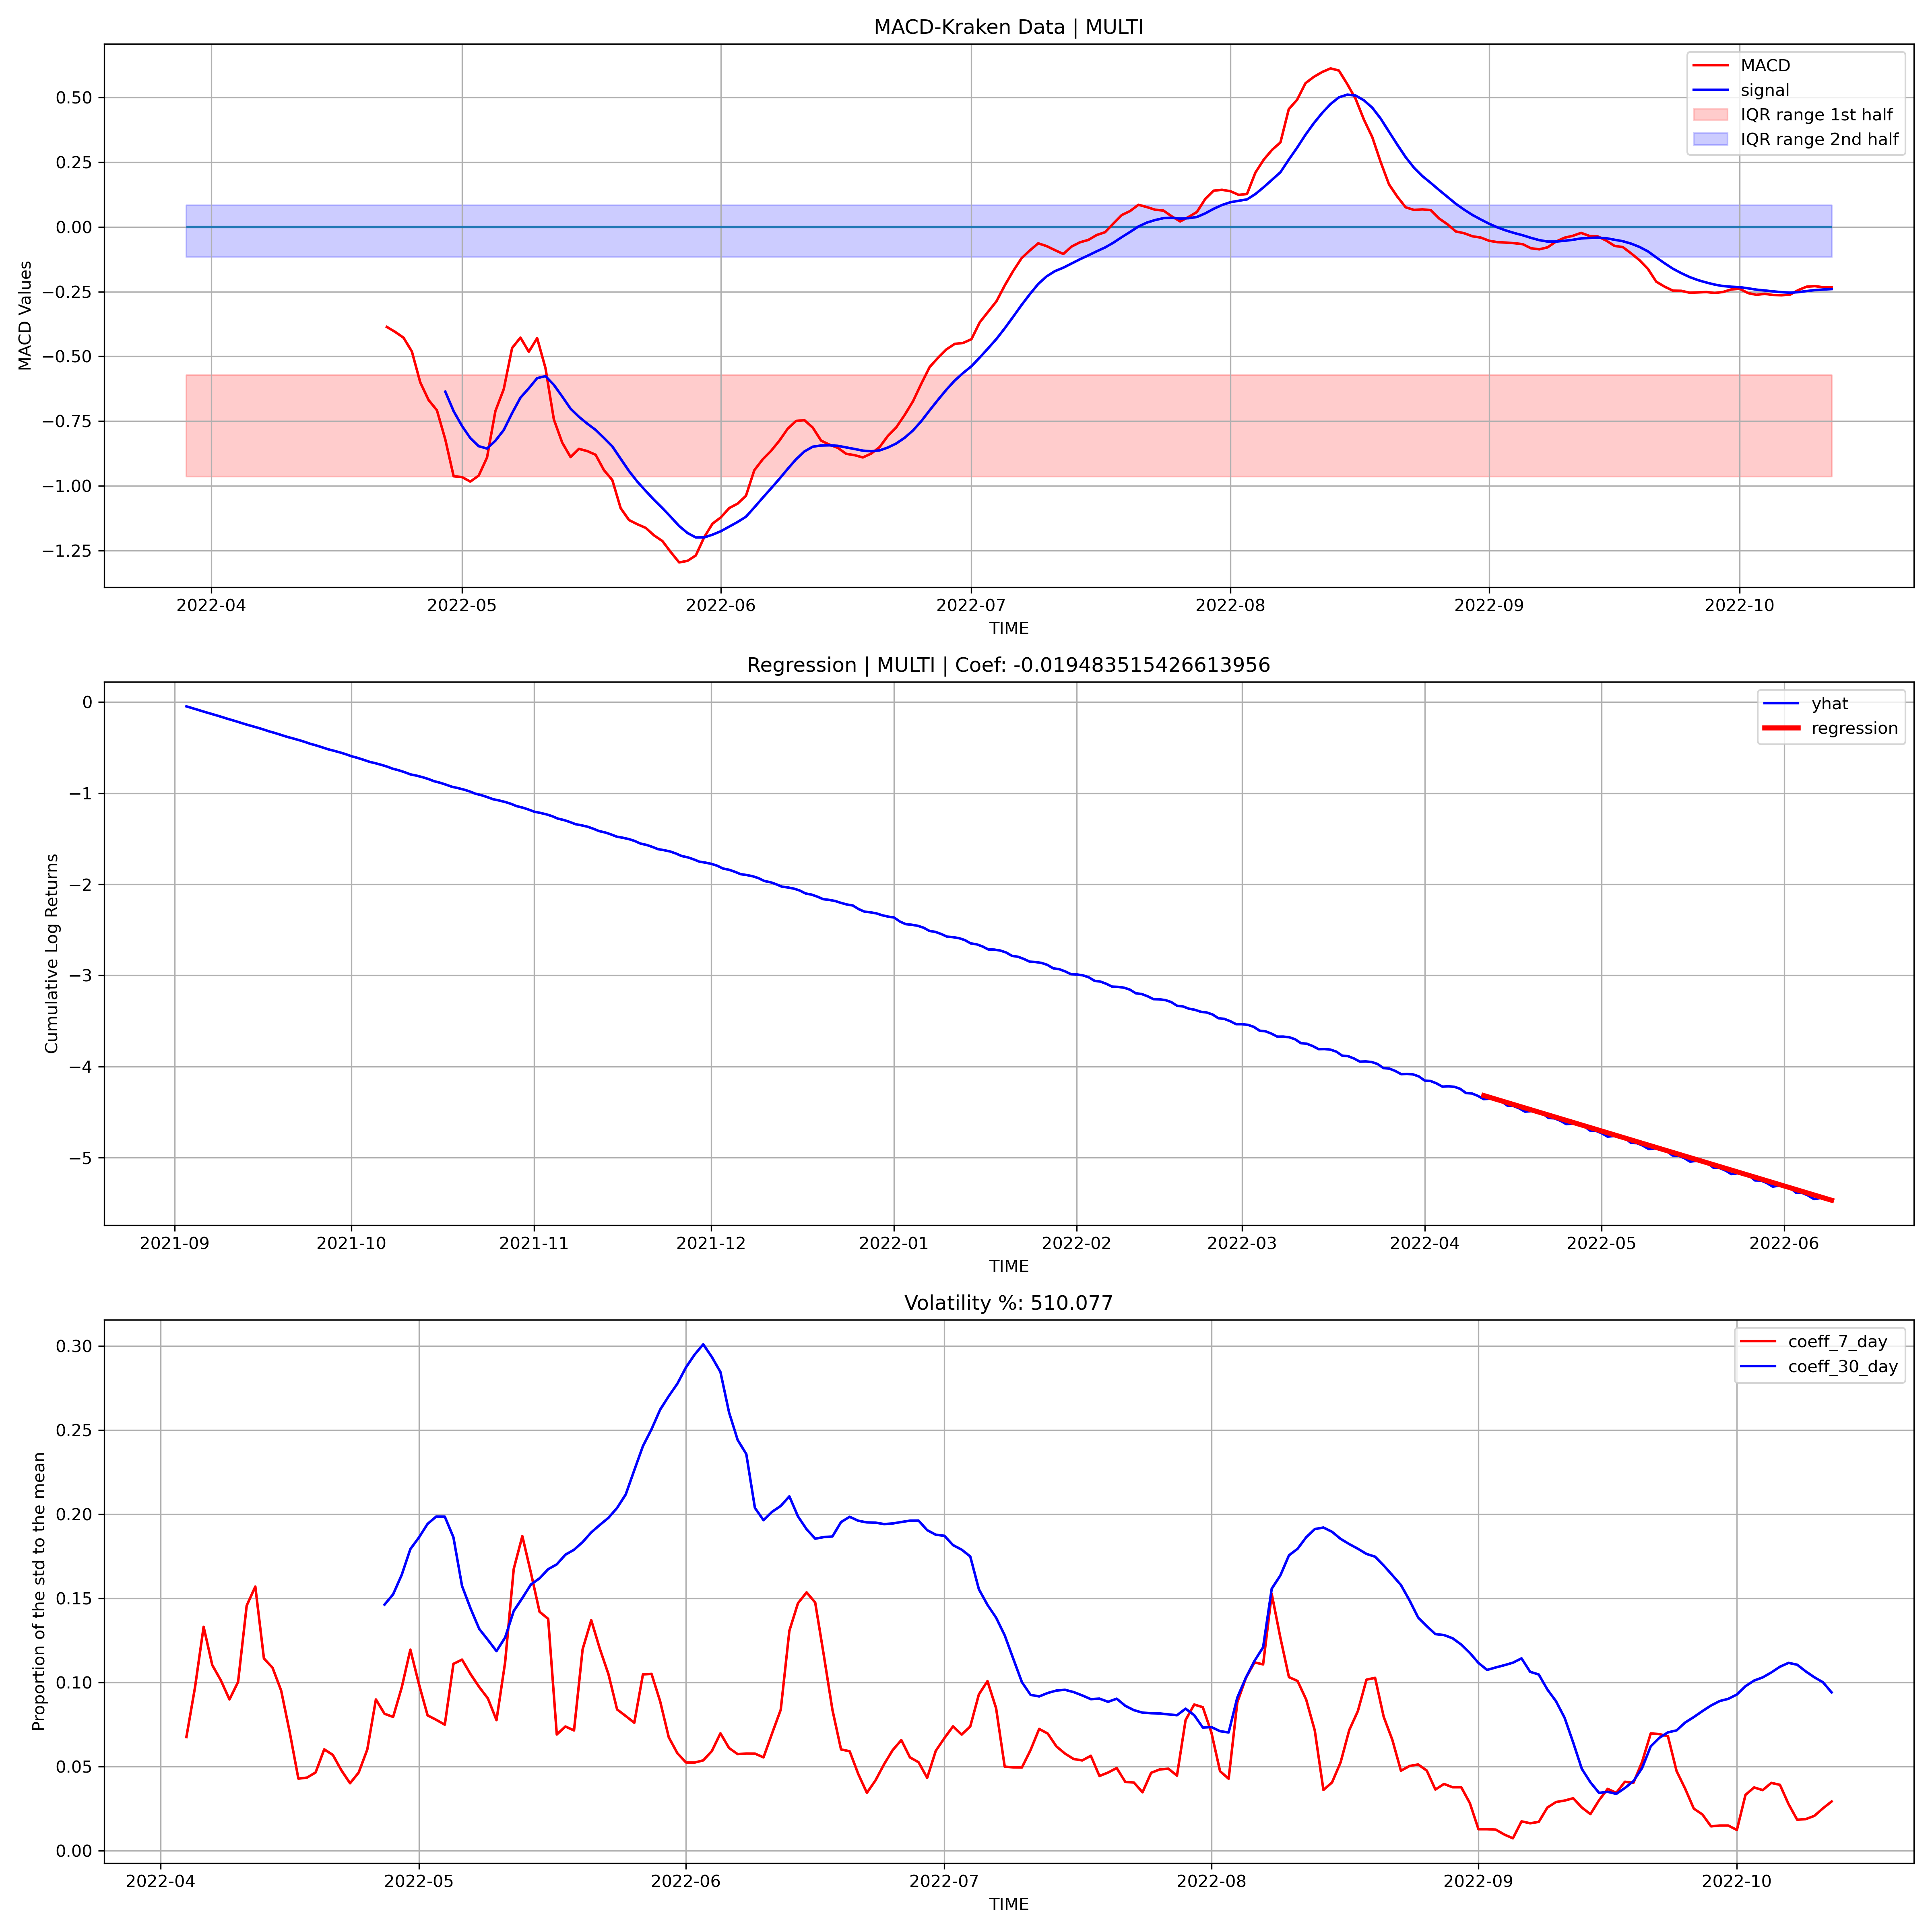 MACD-Kraken Data | MULTI
MACD
signal
IQR range 1st half
IQR range 2nd half
MACD Values
0.50
0.25
0.00
−0.25
−0.50
−0.75
−1.00
−1.25
2022-04 2022-05 2022-06 2022-07 2022-08 2022-09 2022-10
TIME
Regression | MULTI | Coef: -0.019483515426613956
yhat
regression
Cumulative Log Returns
0
−1
−2
−3
−4
−5
2021-09 2021-10 2021-11 2021-12 2022-01 2022-02 2022-03 2022-04 2022-05 2022-06
TIME
Volatility %: 510.077
coeff_7_day
coeff_30_day
Proportion of the std to the mean
0.30
0.25
0.20
0.15
0.10
0.05
0.00
2022-04 2022-05 2022-06 2022-07 2022-08 2022-09 2022-10
TIME